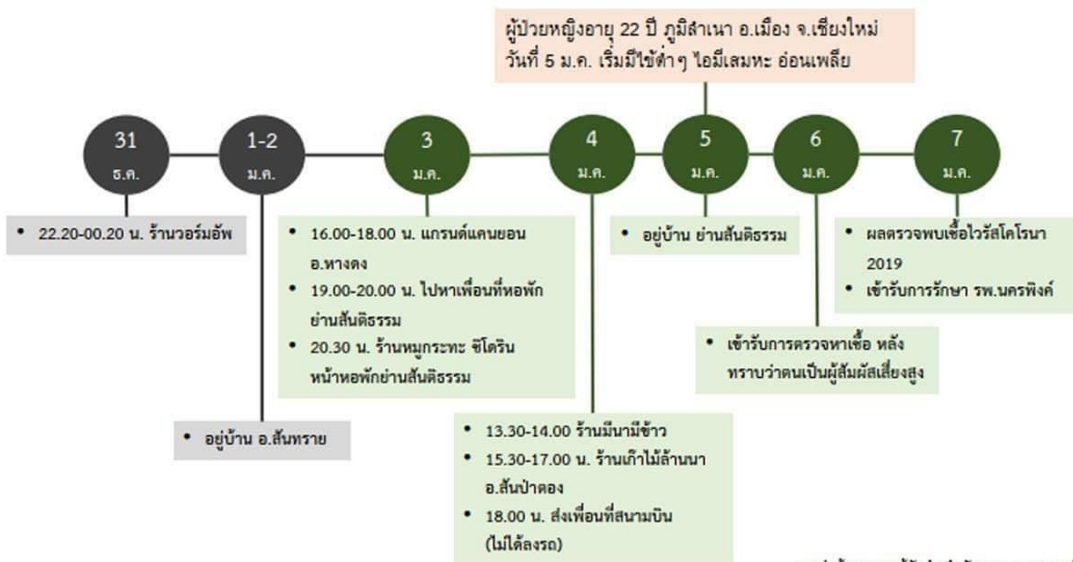 ผู้ป่วยหญิงอายุ 22 ปี ภูมิลำเนา อ.เมือง จ.เชียงใหม่
วันที่ 5 ม.ค. เริ่มมีไข้ต่ำๆ ไอมีเสมหะ อ่อนเพลีย
31
ธ.ค.
1-2
ม.ค.
3
ม.ค.
4
ม.ค.
5
ม.ค.
6
ม.ค.
7
ม.ค.
• 22.20-00.20 น. ร้านวอร์มอัพ
• อยู่บ้าน อ.สันทราย
• 16.00-18.00 น. แกรนด์แคนยอน
อ.หางดง
• 19.00-20.00 น. ไปหาเพื่อนที่หอพัก
ย่านสันติธรรม
• 20.30 น. ร้านหมูกระทะ ชิโดริน
หน้าหอพักย่านสันติธรรม
• 13.30-14.00 ร้านมีนามีข้าว
• 15.30-17.00 น. ร้านเก๊าไม้ล้านนา
อ.สันป่าตอง
• 18.00 น. ส่งเพื่อนที่สนามบิน
(ไม่ได้ลงรถ)
• อยู่บ้าน ย่านสันติธรรม
• เข้ารับการตรวจหาเชื้อ หลัง
ทราบว่าตนเป็นผู้สัมผัสเสี่ยงสูง
• ผลตรวจพบเชื้อไวรัสโคโรนา
2019
• เข้ารับการรักษา รพ.นครพิงค์